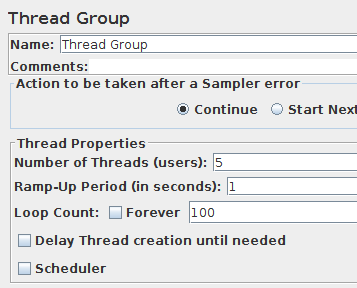 Thread Group
Name: Thread Group
Comments:
Action to be taken after a Sampler error
Continue Start Next
Thread Properties
Number of Threads (users): 5
Ramp-Up Period (in seconds): 1
Loop Count: Forever 100
Delay Thread creation until needed
Scheduler